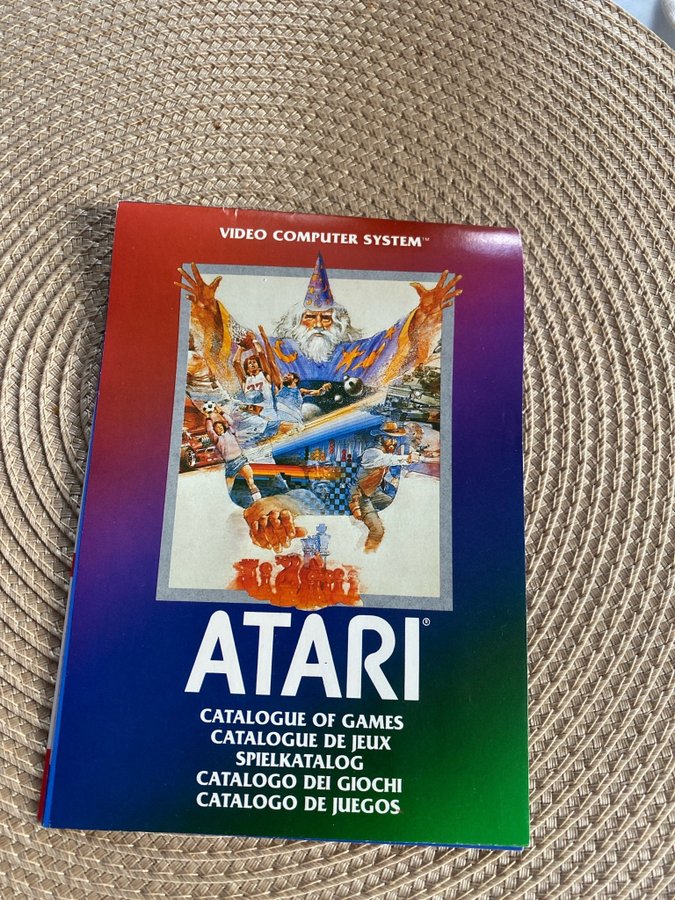 VIDEO COMPUTER SYSTEM™
ATARI®
CATALOGUE OF GAMES
CATALOGUE DE JEUX
SPIELKATALOG
CATALOGO DEI GIOCHI
CATALOGO DE JUEGOS